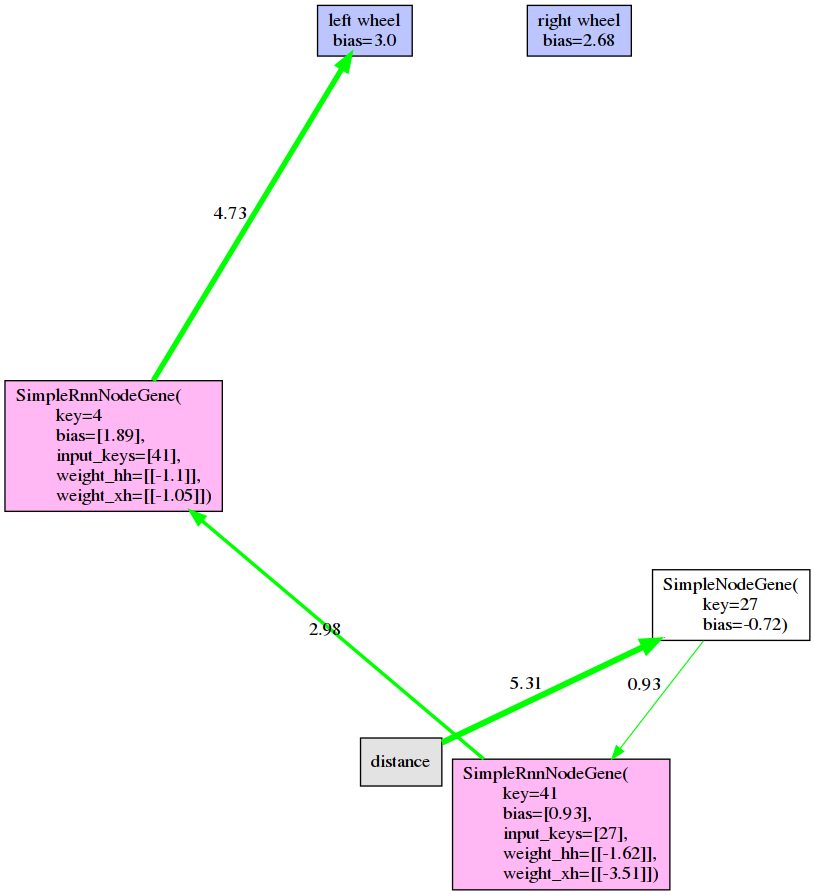 left wheel
bias=3.0
right wheel
bias=2.68
4.73
SimpleRnnNodeGene(
key=4
bias=[1.89],
input_keys=[41],
weight_hh=[[-1.1]],
weight_xh=[[-1.05]])
SimpleNodeGene(
key=27
bias=-0.72)
2.98
5.31
0.93
distance
SimpleRnnNodeGene(
key=41
bias=[0.93],
input_keys=[27],
weight_hh=[[-1.62]],
weight_xh=[[-3.51]])